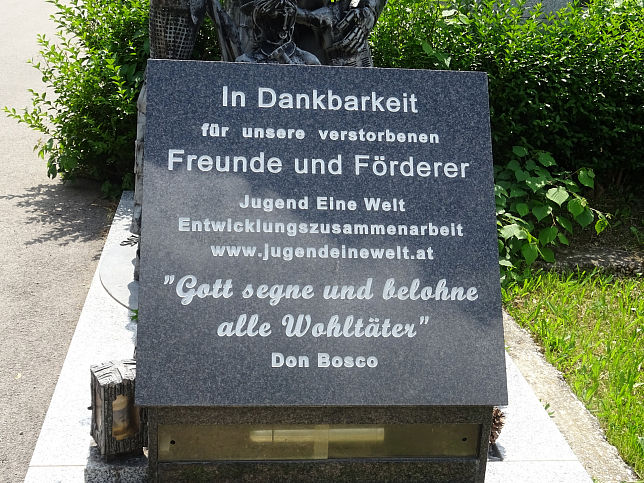 In Dankbarkeit
für unsere verstorbenen
Freunde und Förderer
Jugend Eine Welt
Entwicklungszusammenarbeit
www.jugendeinewelt.at
"Gott segne und belohne
alle Wohltäter"
Don Bosco